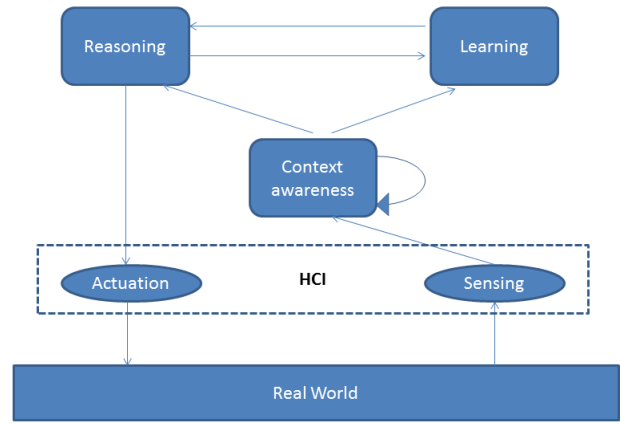 Reasoning
Learning
Context
awareness
Actuation
HCI
Sensing
Real World